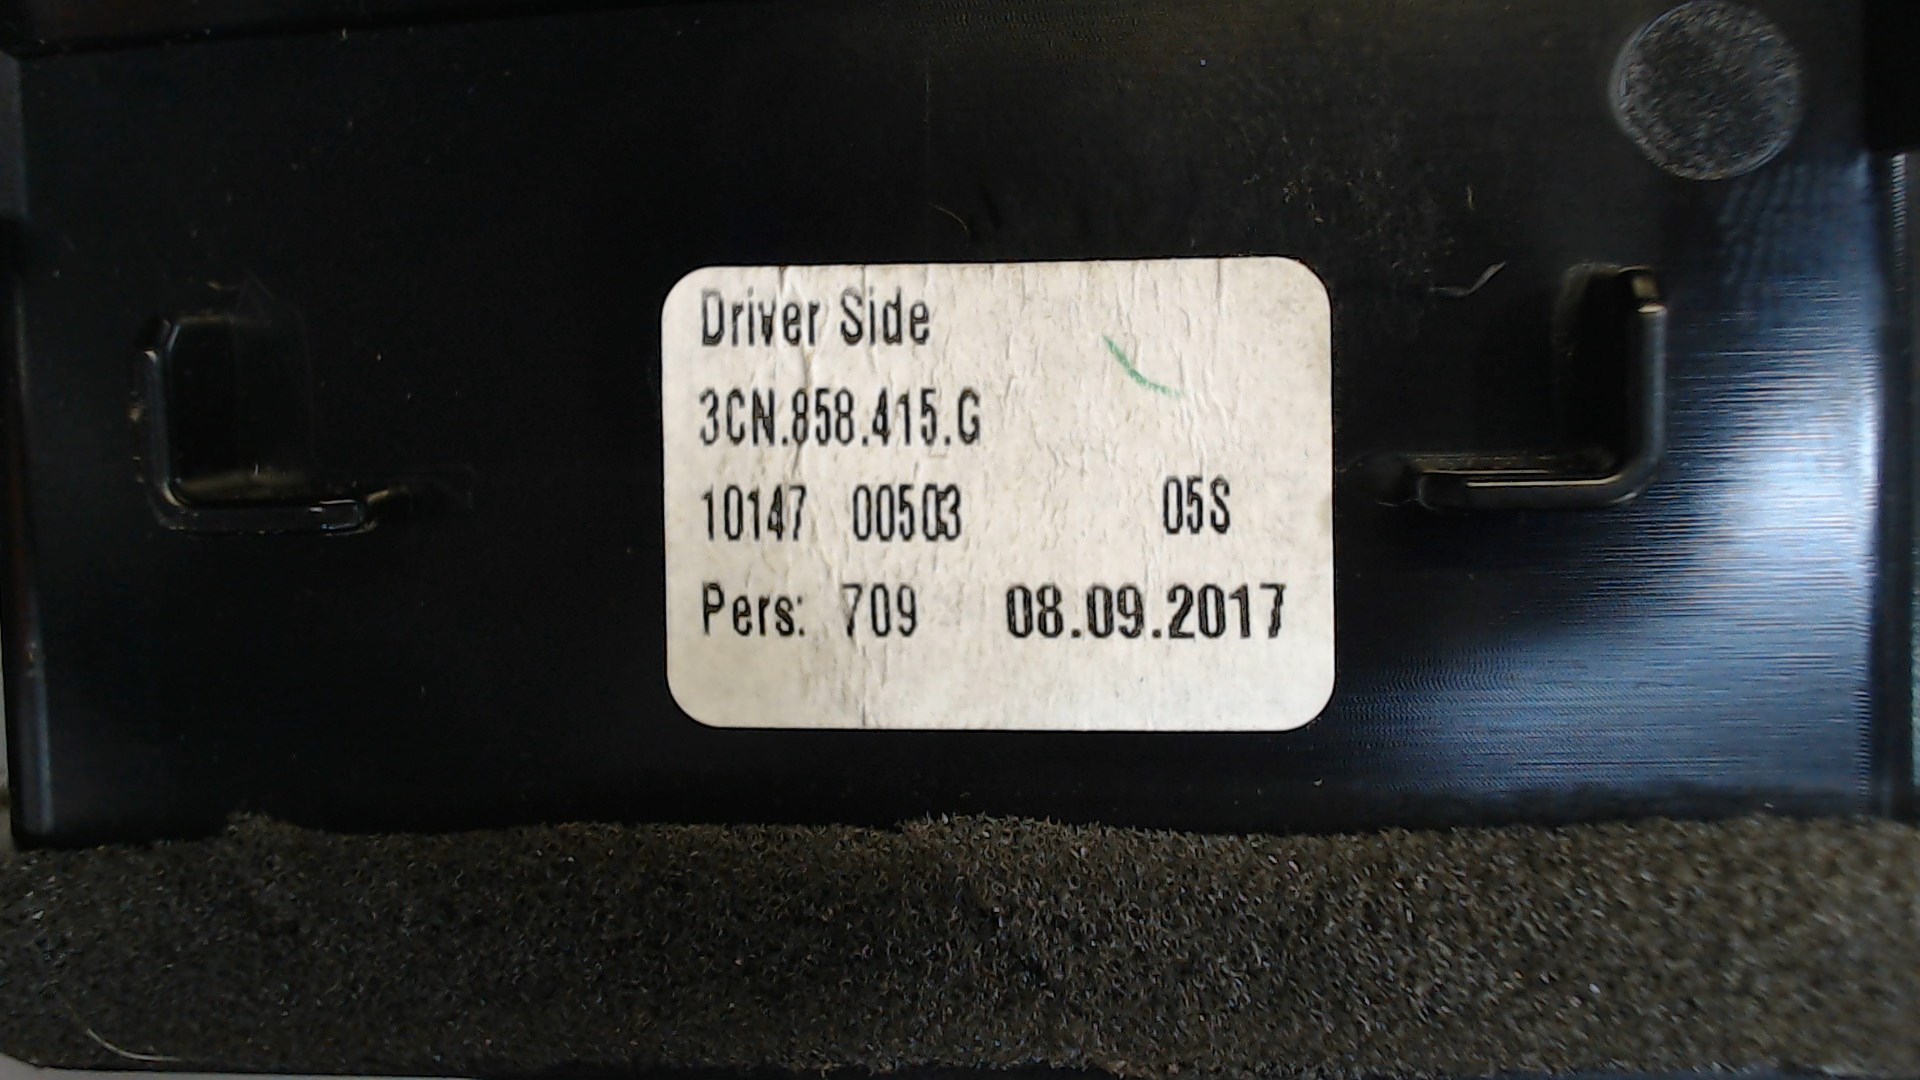 Driver Side
3CN.858.415.G
10147 00503 05S
Pers: 709 08.09.2017